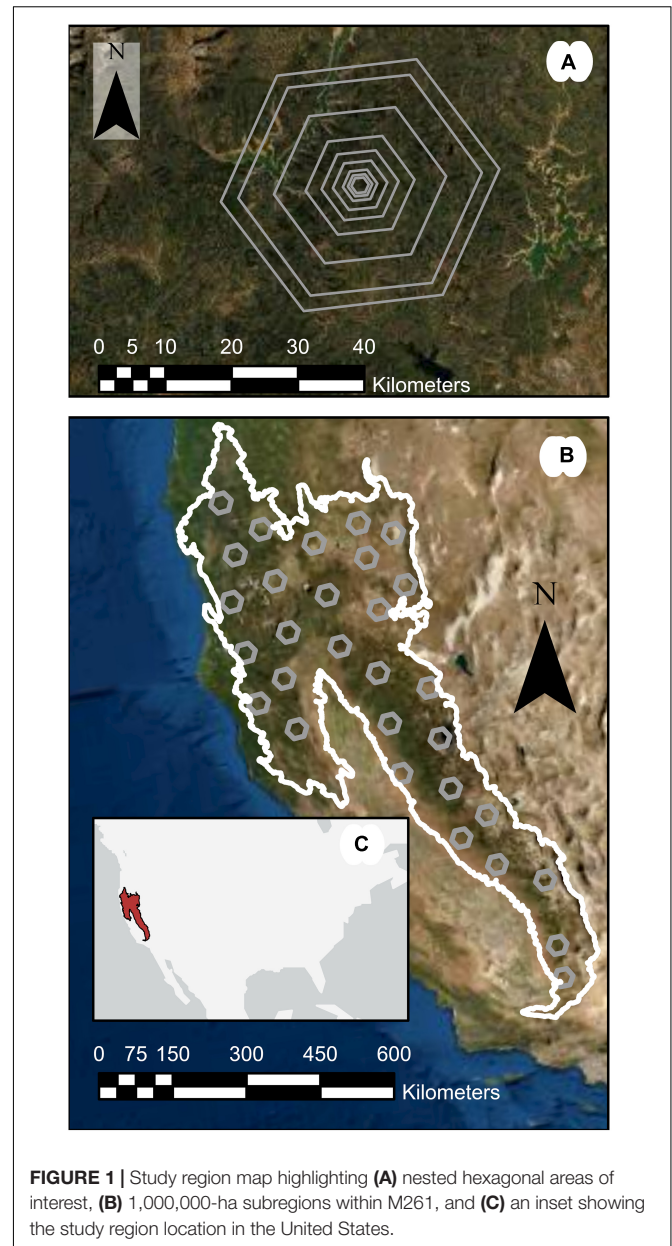 N
A
0 5 10 20 30 40
Kilometers
B
N
C
0 75 150 300 450 600
Kilometers
FIGURE 1 | Study region map highlighting (A) nested hexagonal areas of
interest, (B) 1,000,000-ha subregions within M261, and (C) an inset showing
the study region location in the United States.